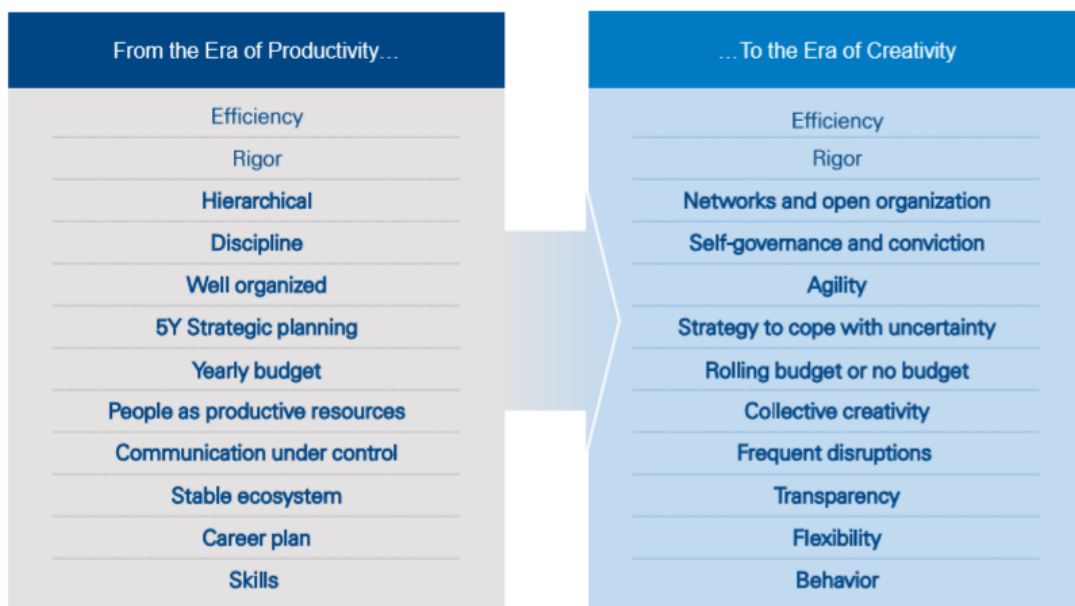 From the Era of Productivity...
Efficiency
Rigor
Hierarchical
Discipline
Well organized
5Y Strategic planning
Yearly budget
People as productive resources
Communication under control
Stable ecosystem
Career plan
Skills
...To the Era of Creativity
Efficiency
Rigor
Networks and open organization
Self-governance and conviction
Agility
Strategy to cope with uncertainty
Rolling budget or no budget
Collective creativity
Frequent disruptions
Transparency
Flexibility
Behavior